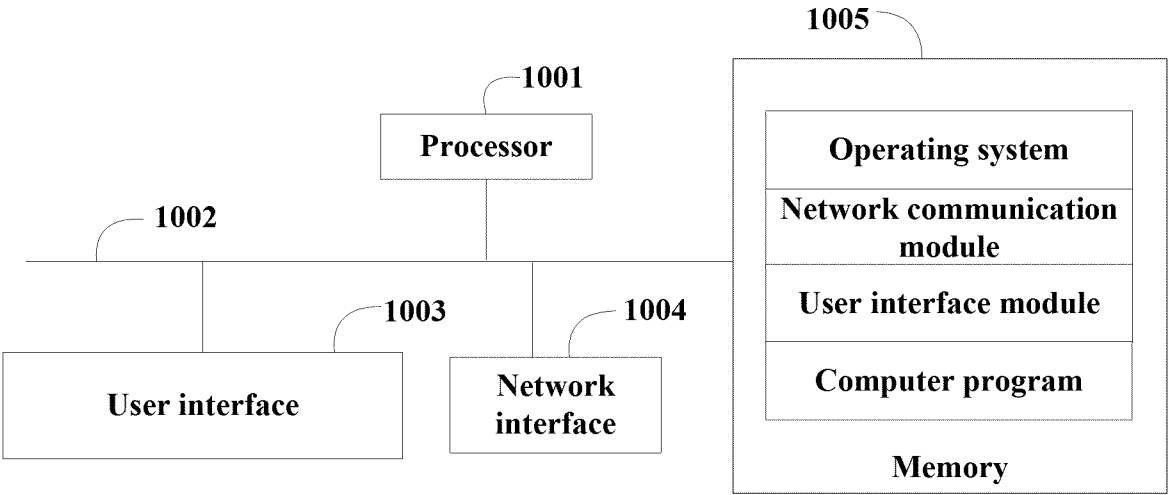 1005
1001
Processor
Operating system
Network communication
module
1002
User interface module
1003
1004
Computer program
User interface
Network
interface
Memory